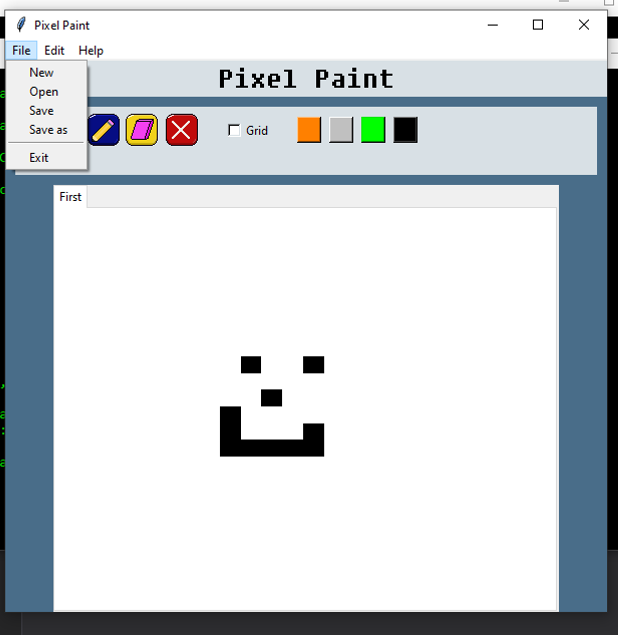 Pixel Paint
File Edit Help
New
Open
Save
Save as
Exit
Pixel Paint
Grid
First